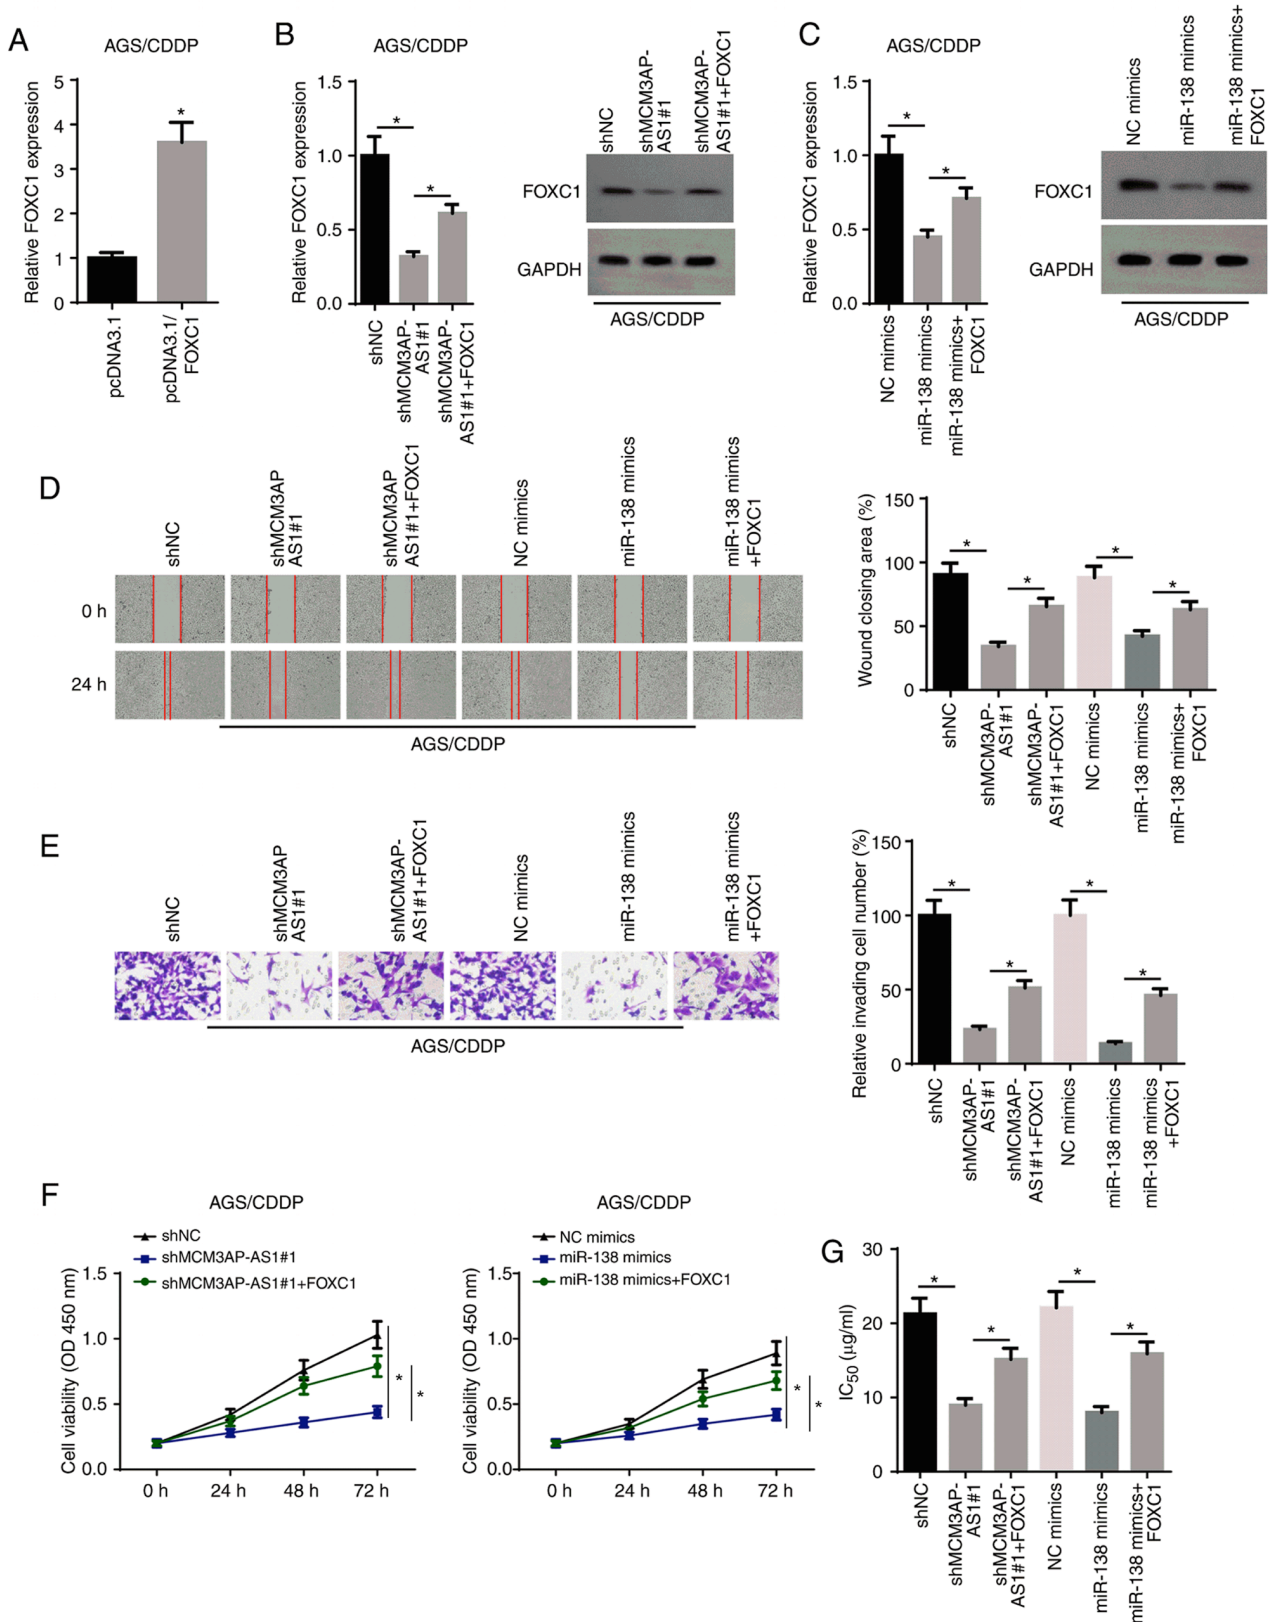 A
AGS/CDDP
Relative FOXC1 expression
5
4
3
2
1
0
*
pcDNA3.1
pcDNA3.1/
FOXC1
B
AGS/CDDP
Relative FOXC1 expression
1.5
1.0
0.5
0.0
*
*
shNC
shMCM3AP-
AS1#1
shMCM3AP-
AS1#1+FOXC1
shNC
shMCM3AP-
AS1#1
shMCM3AP-
AS1#1+FOXC1
FOXC1
GAPDH
AGS/CDDP
C
AGS/CDDP
Relative FOXC1 expression
1.5
1.0
0.5
0.0
*
*
NC mimics
miR-138 mimics
miR-138 mimics+
FOXC1
NC mimics
miR-138 mimics
miR-138 mimics+
FOXC1
FOXC1
GAPDH
AGS/CDDP
D
shNC
shMCM3AP
AS1#1
shMCM3AP
AS1#1+FOXC1
NC mimics
miR-138 mimics
miR-138 mimics
+FOXC1
0 h
24 h
AGS/CDDP
Wound closing area (%)
150
100
50
0
*
*
*
*
shNC
shMCM3AP-
AS1#1
shMCM3AP-
AS1#1+FOXC1
NC mimics
miR-138 mimics
miR-138 mimics+
FOXC1
E
shNC
shMCM3AP
AS1#1
shMCM3AP-
AS1#1+FOXC1
NC mimics
miR-138 mimics
miR-138 mimics
+FOXC1
AGS/CDDP
Relative invading cell number (%)
150
100
50
0
*
*
*
*
shNC
shMCM3AP-
AS1#1
shMCM3AP-
AS1#1+FOXC1
NC mimics
miR-138 mimics
miR-138 mimics
+FOXC1
F
AGS/CDDP
shNC
shMCM3AP-AS1#1
shMCM3AP-AS1#1+FOXC1
Cell viability (OD 450 nm)
1.5
1.0
0.5
0.0
*
*
0 h
24 h
48 h
72 h
AGS/CDDP
NC mimics
miR-138 mimics
miR-138 mimics+FOXC1
Cell viability (OD 450 nm)
1.5
1.0
0.5
0.0
*
*
0 h
24 h
48 h
72 h
G
IC50 (μg/ml)
30
20
10
0
*
*
*
*
shNC
shMCM3AP-
AS1#1
shMCM3AP-
AS1#1+FOXC1
NC mimics
miR-138 mimics
miR-138 mimics+
FOXC1